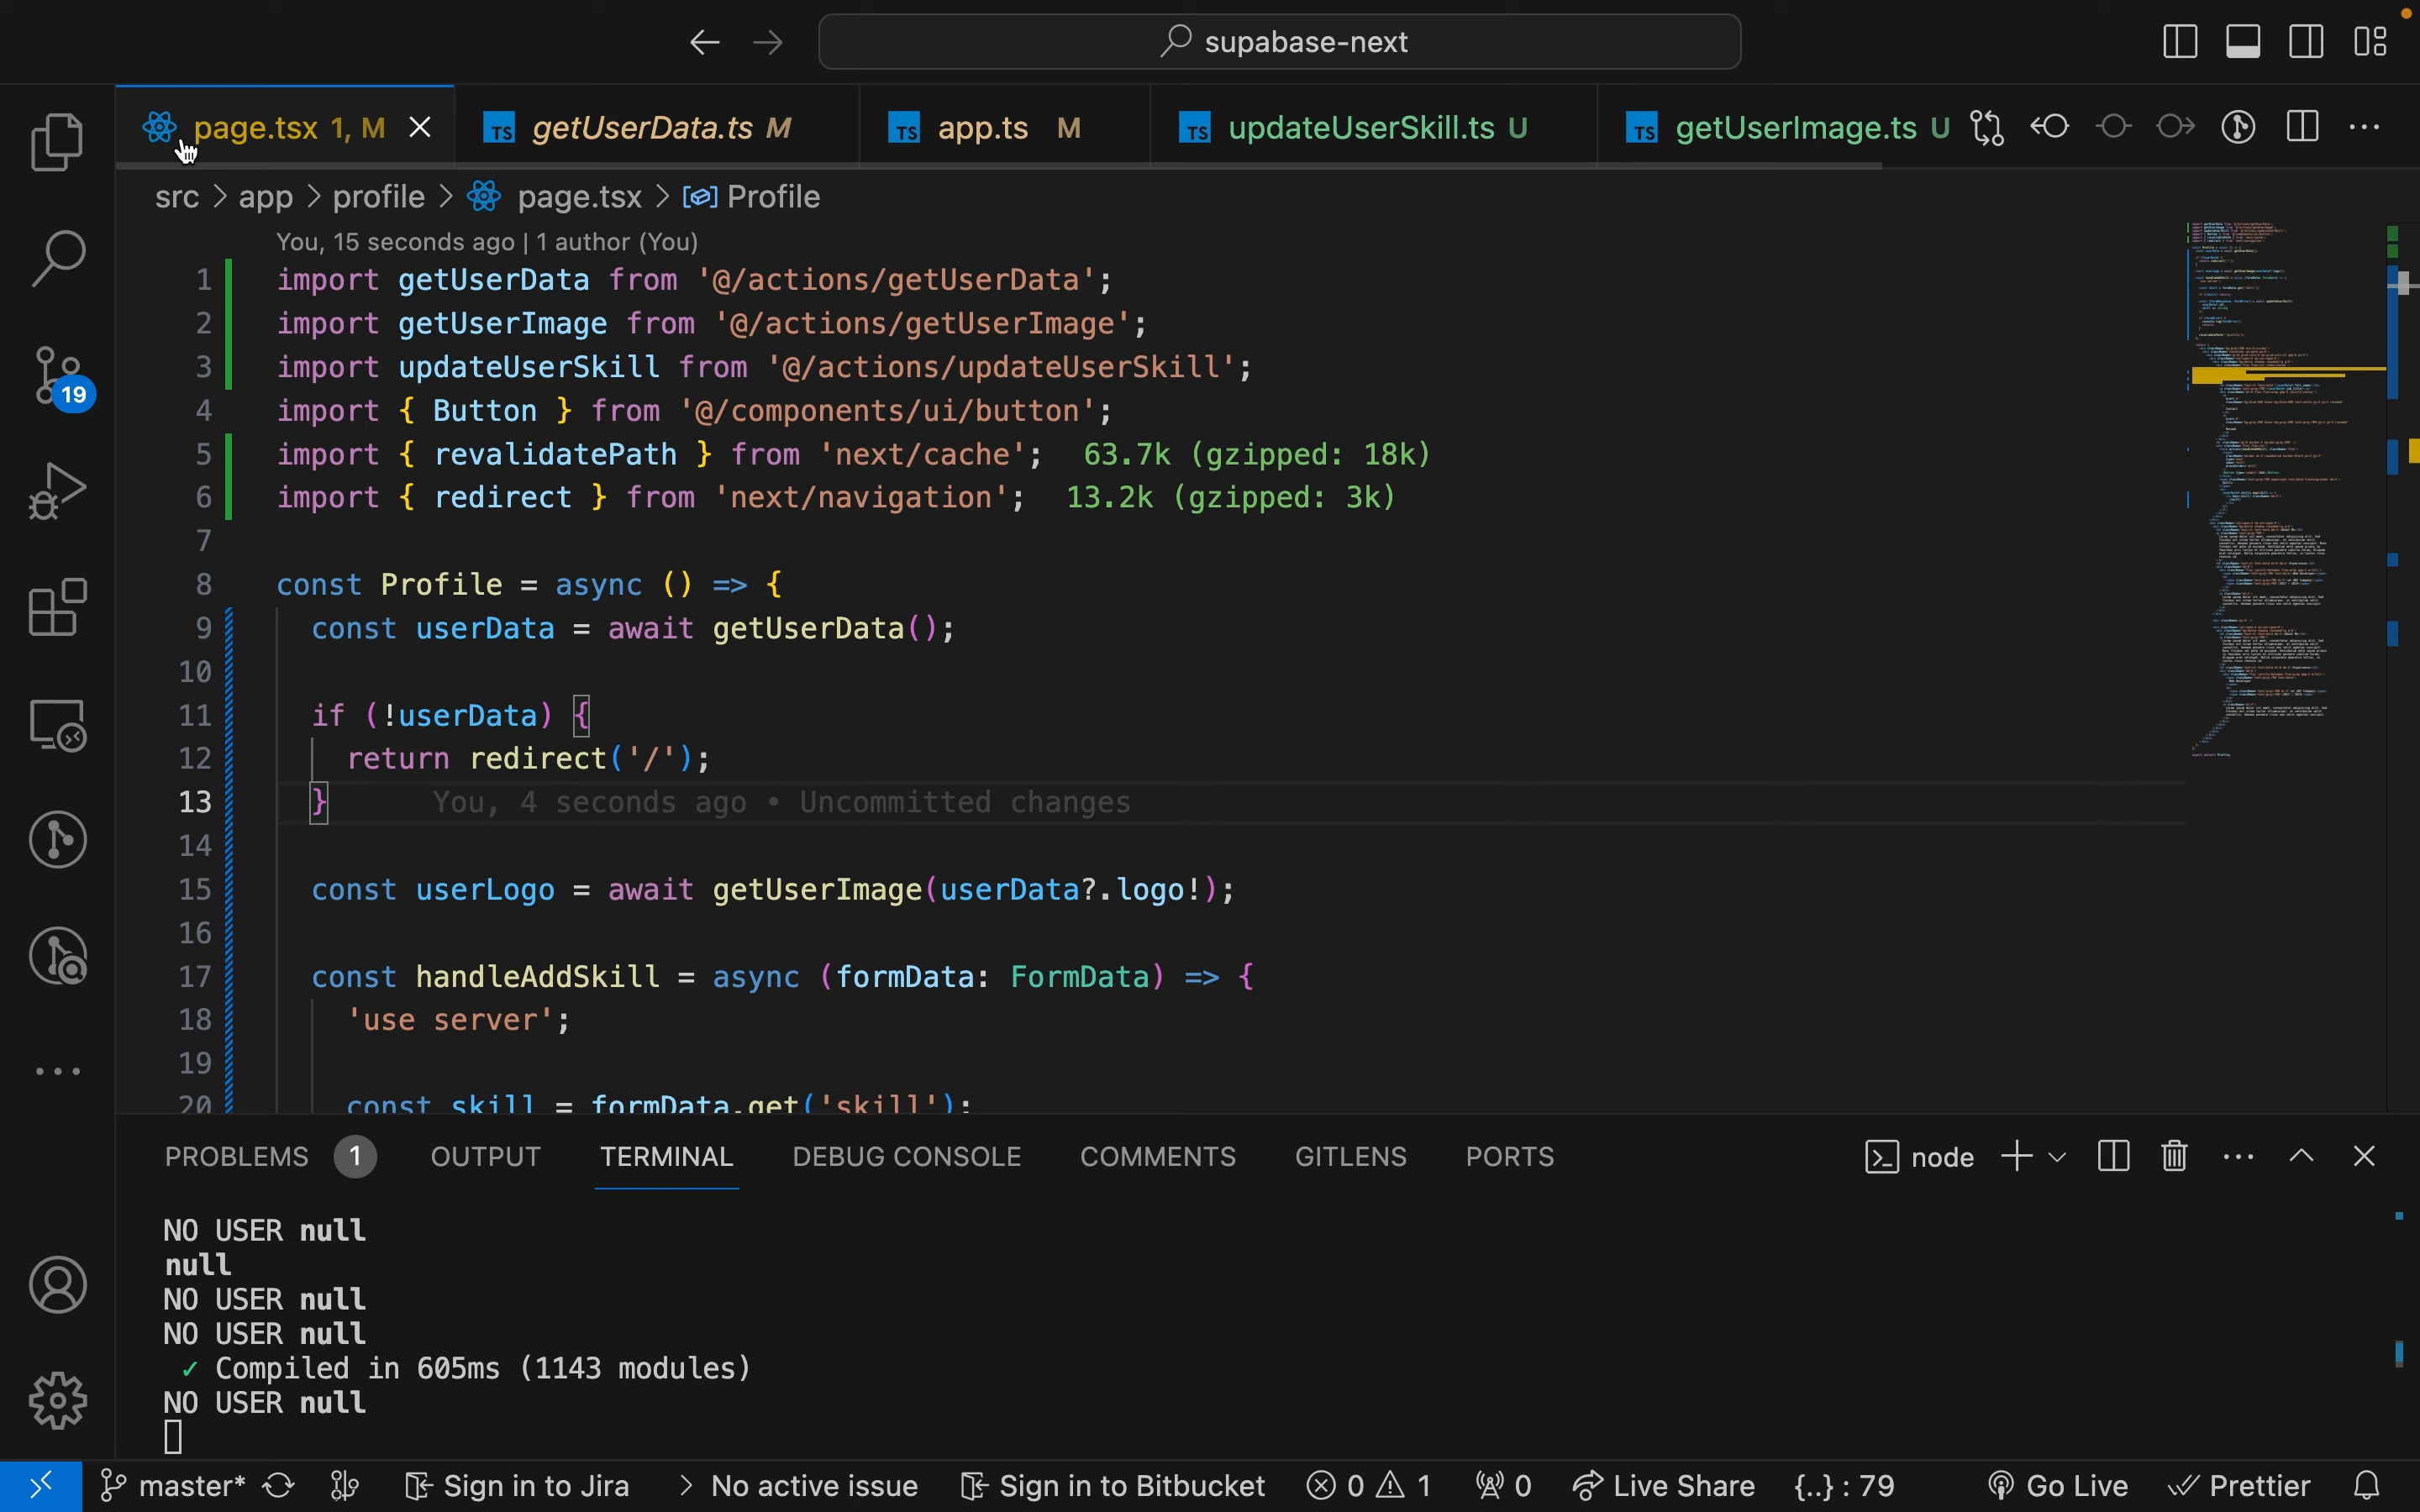 supabase-next
page.tsx 1, M
getUserData.ts M
app.ts M
updateUserSkill.ts U
getUserImage.ts U
src > app > profile > page.tsx > Profile
You, 15 seconds ago | 1 author (You)
1 import getUserData from '@/actions/getUserData';
2 import getUserImage from '@/actions/getUserImage';
3 import updateUserSkill from '@/actions/updateUserSkill';
4 import { Button } from '@/components/ui/button';
5 import { revalidatePath } from 'next/cache'; 63.7k (gzipped: 18k)
6 import { redirect } from 'next/navigation'; 13.2k (gzipped: 3k)
7
8 const Profile = async () => {
9 const userData = await getUserData();
10
11 if (!userData) {
12 return redirect('/');
13 } You, 4 seconds ago • Uncommitted changes
14
15 const userLogo = await getUserImage(userData?.logo!);
16
17 const handleAddSkill = async (formData: FormData) => {
18 'use server';
19
20 const skill = formData.get('skill');
19
PROBLEMS 1 OUTPUT TERMINAL DEBUG CONSOLE COMMENTS GITLENS PORTS node
NO USER null
null
NO USER null
NO USER null
✓ Compiled in 605ms (1143 modules)
NO USER null
master* Sign in to Jira > No active issue Sign in to Bitbucket 0 1 0 Live Share {..} : 79 Go Live Prettier